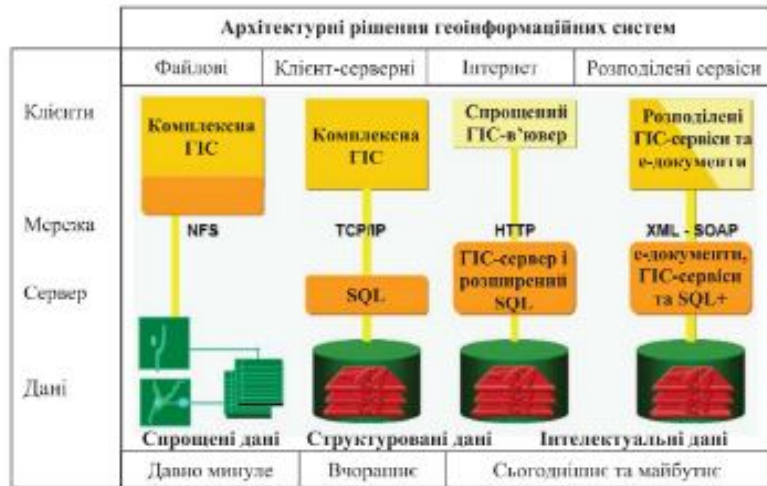 Архітектурні рішення геоінформаційних систем
Файлові
Клієнт-серверні
Інтернет
Розподілені сервіси
Клієнти
Комплексна
ГІС
Комплексна
ГІС
Спрощений
ГІС-в’ювер
Розподілені
ГІС-сервіси та
е-документи
Мережа
NFS
TCP/IP
HTTP
XML - SOAP
Сервер
SQL
ГІС-сервер і
розширений
SQL
е-документи,
ГІС-сервіси
та SQL+
Дані
Спрощені дані
Структуровані дані
Інтелектуальні дані
Давно минуле
Вчорашнє
Сьогоднішнє та майбутнє